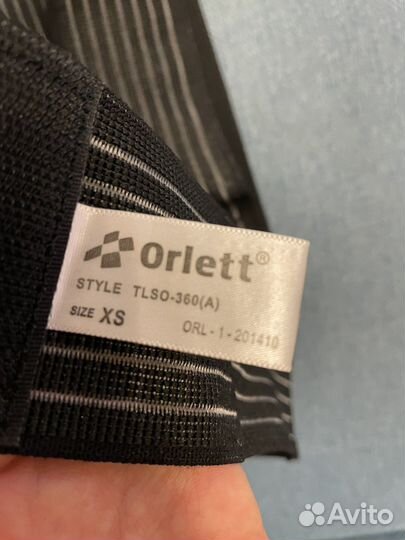 Orlett®
STYLE TLSO-360(A)
SIZE XS
ORL-1-201410
Avito